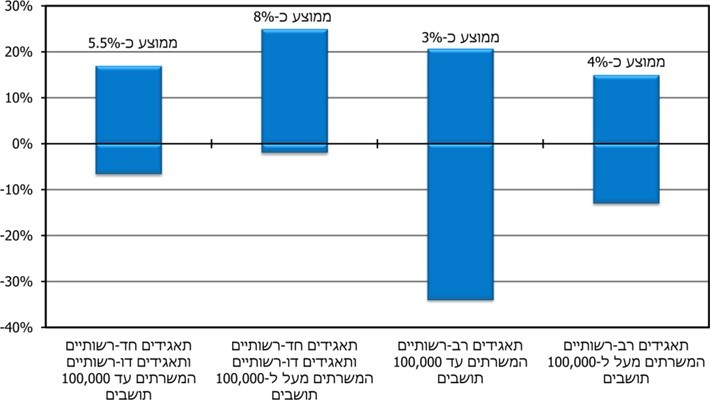 30%
20%
10%
0%
-10%
-20%
-30%
-40%
ממוצע כ-5.5%
ממוצע כ-8%
ממוצע כ-3%
ממוצע כ-4%
תאגידים חד-רשותיים
ותאגידים דו-רשותיים
המשרתים עד 100,000
תושבים
תאגידים חד-רשותיים
ותאגידים דו-רשותיים
המשרתים מעל ל-100,000
תושבים
תאגידים רב-רשותיים
המשרתים עד 100,000
תושבים
תאגידים רב-רשותיים
המשרתים מעל ל-100,000
תושבים